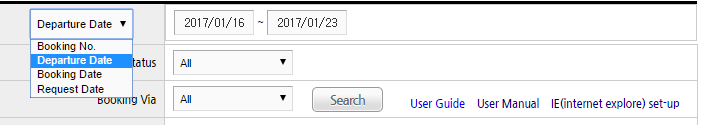 Departure Date 2017/01/16 ~ 2017/01/23
Booking No.
Departure Date
Booking Date
Request Date
tatus All
Booking Via All Search User Guide User Manual IE(internet explore) set-up